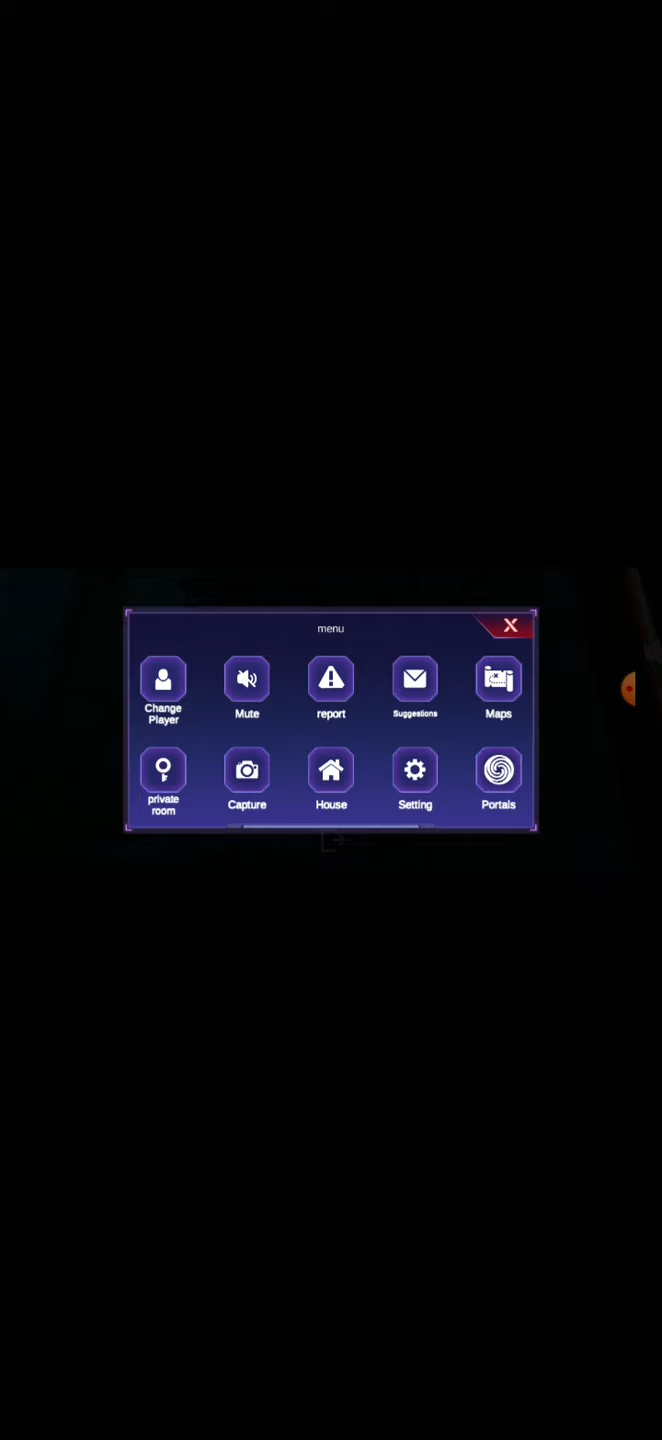 menu
X
Change
Player
Mute
report
Suggestions
Maps
private
room
Capture
House
Setting
Portals